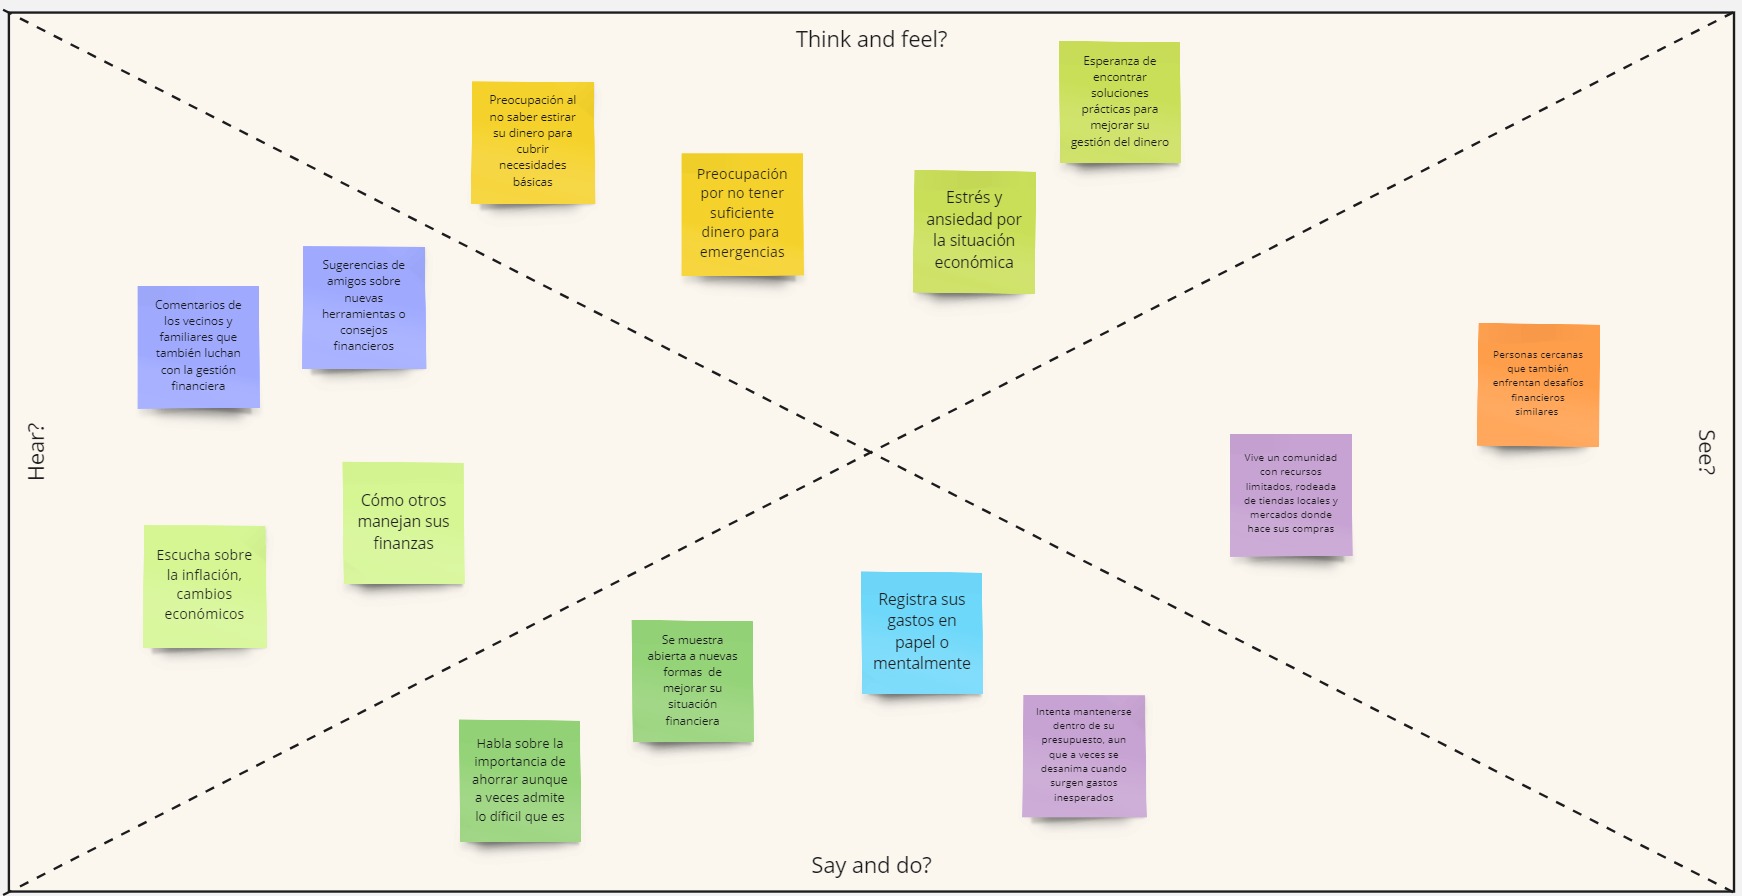 Think and feel?
Preocupación al
no saber estirar
su dinero para
cubrir
necesidades
básicas
Preocupación
por no tener
suficiente
dinero para
emergencias
Estrés y
ansiedad por
la situación
económica
Esperanza de
encontrar
soluciones
prácticas para
mejorar su
gestión del dinero
Hear?
Comentarios de
los vecinos y
familiares que
también luchan
con la gestión
financiera
Sugerencias de
amigos sobre
nuevas
herramientas o
consejos
financieros
Escucha sobre
la inflación,
cambios
económicos
Cómo otros
manejan sus
finanzas
See?
Personas cercanas
que también
enfrentan desafíos
financieros
similares
Vive un comunidad
con recursos
limitados, rodeada
de tiendas locales y
mercados donde
hace sus compras
Say and do?
Habla sobre la
importancia de
ahorrar aunque
a veces admite
lo díficil que es
Se muestra
abierta a nuevas
formas  de
mejorar su
situación
financiera
Registra sus
gastos en
papel o
mentalmente
Intenta mantenerse
dentro de su
presupuesto, aun
que a veces se
desanima cuando
surgen gastos
inesperados